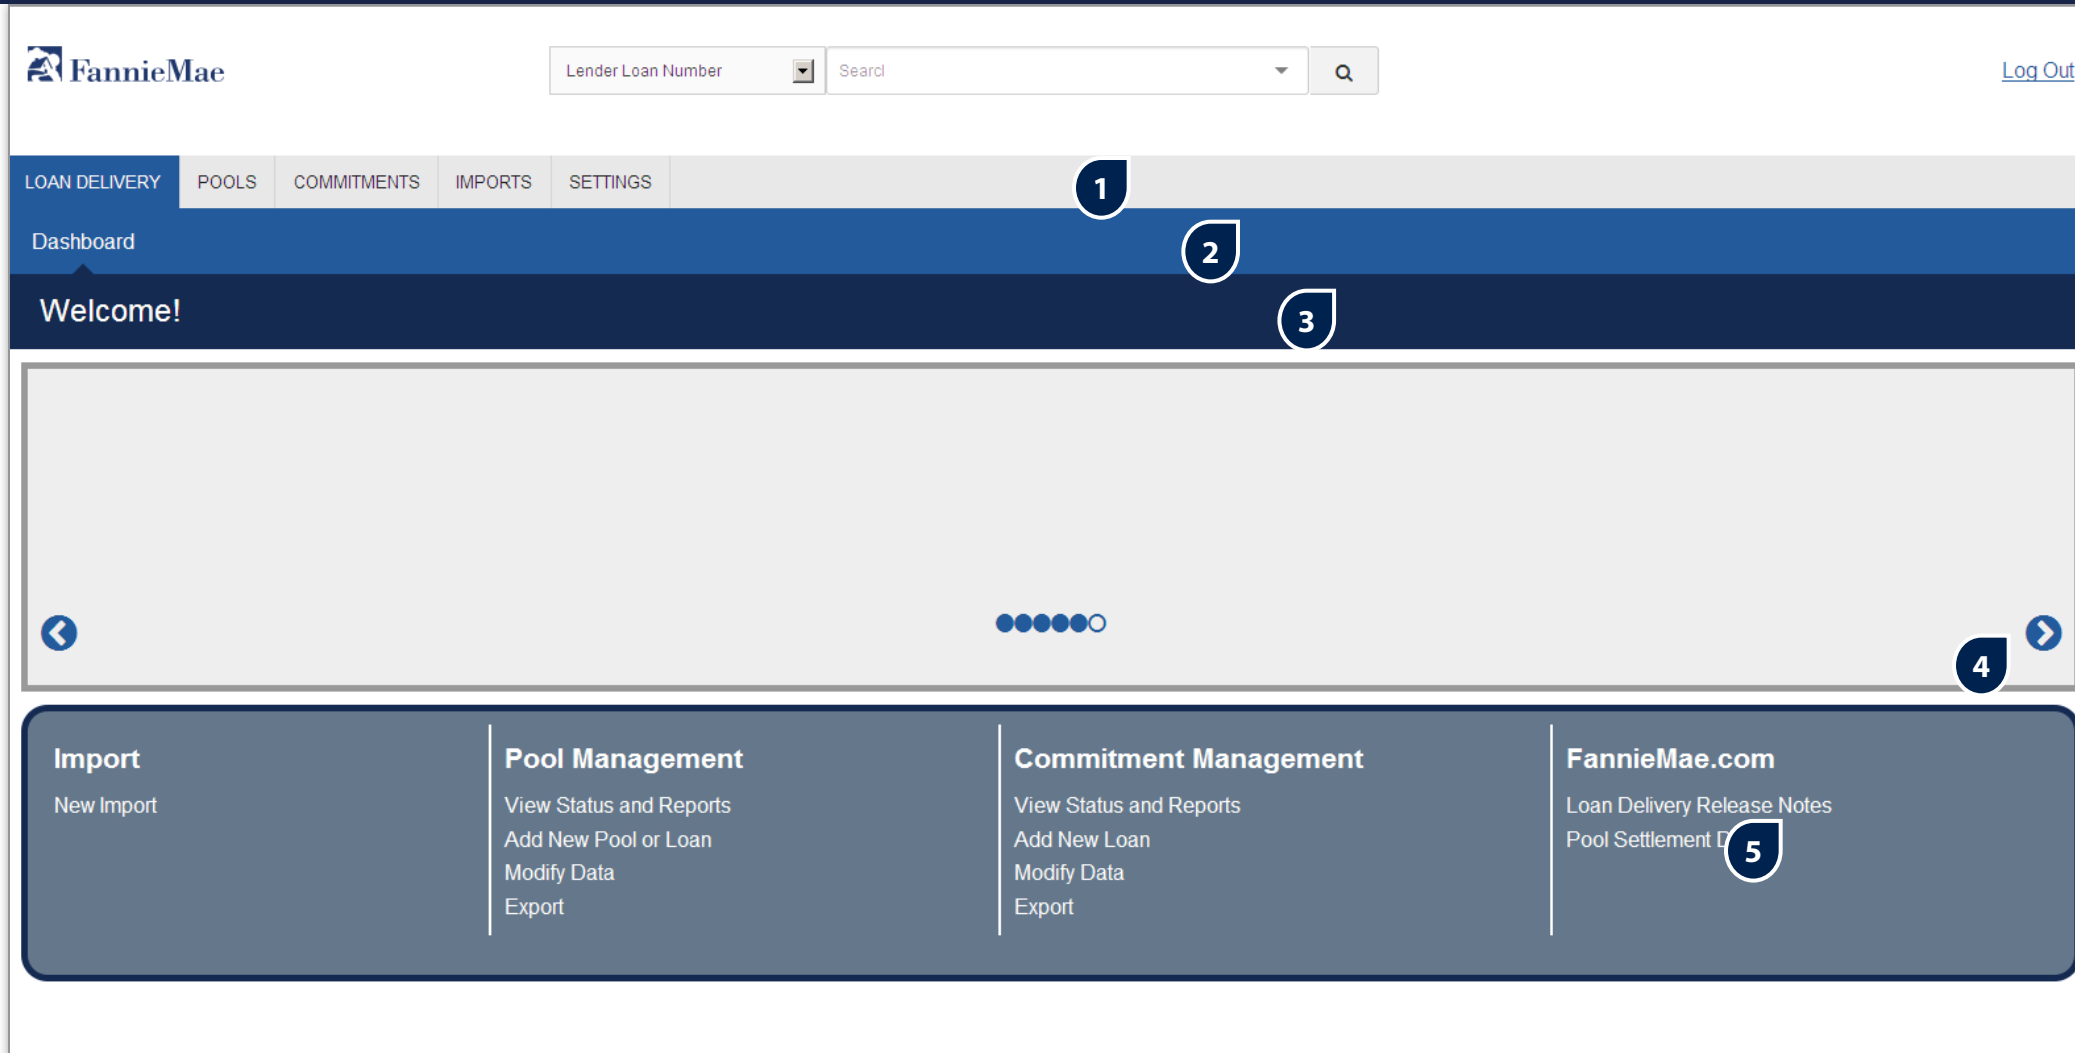 FannieMae
Lender Loan Number
Searcl
Log Out
LOAN DELIVERY POOLS COMMITMENTS IMPORTS SETTINGS
1
Dashboard
2
Welcome!
3
4
Import
New Import
Pool Management
View Status and Reports
Add New Pool or Loan
Modify Data
Export
Commitment Management
View Status and Reports
Add New Loan
Modify Data
Export
FannieMae.com
Loan Delivery Release Notes
Pool Settlement
5